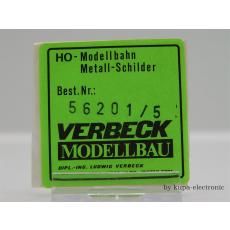 HO-Modellbahn
Metall-Schilder
Best.Nr.:
56201/5
VERBECK
MODELLBAU
DIPL.-ING. LUDWIG VERBECK
by kupa-electronic